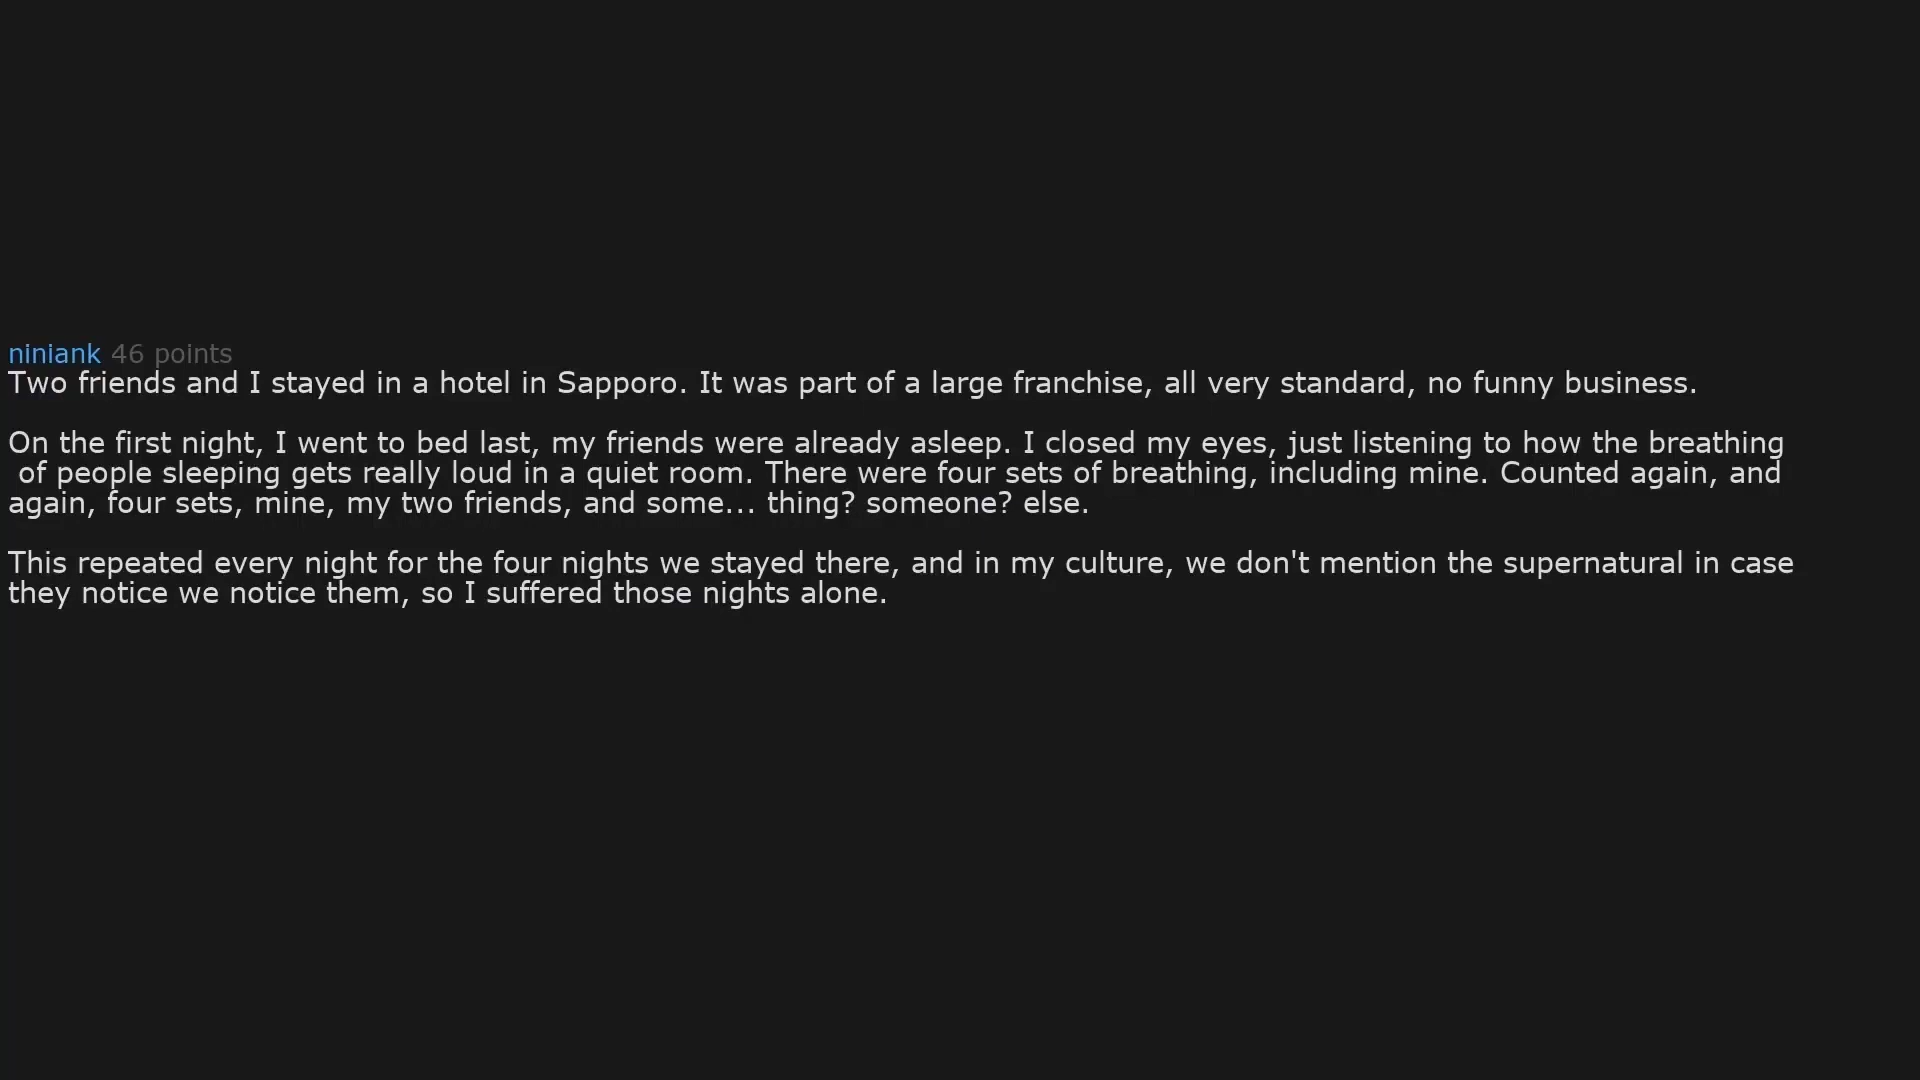 niniank 46 points
Two friends and I stayed in a hotel in Sapporo. It was part of a large franchise, all very standard, no funny business.
On the first night, I went to bed last, my friends were already asleep. I closed my eyes, just listening to how the breathing
of people sleeping gets really loud in a quiet room. There were four sets of breathing, including mine. Counted again, and
again, four sets, mine, my two friends, and some... thing? someone? else.
This repeated every night for the four nights we stayed there, and in my culture, we don't mention the supernatural in case
they notice we notice them, so I suffered those nights alone.